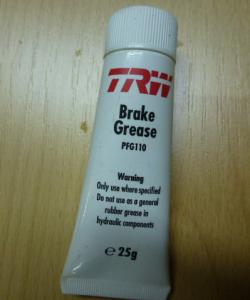 TRW
Brake
Grease
PFG110
Warning
Only use where specified
Do not use as a general
rubber grease in
hydraulic components
℮ 25g